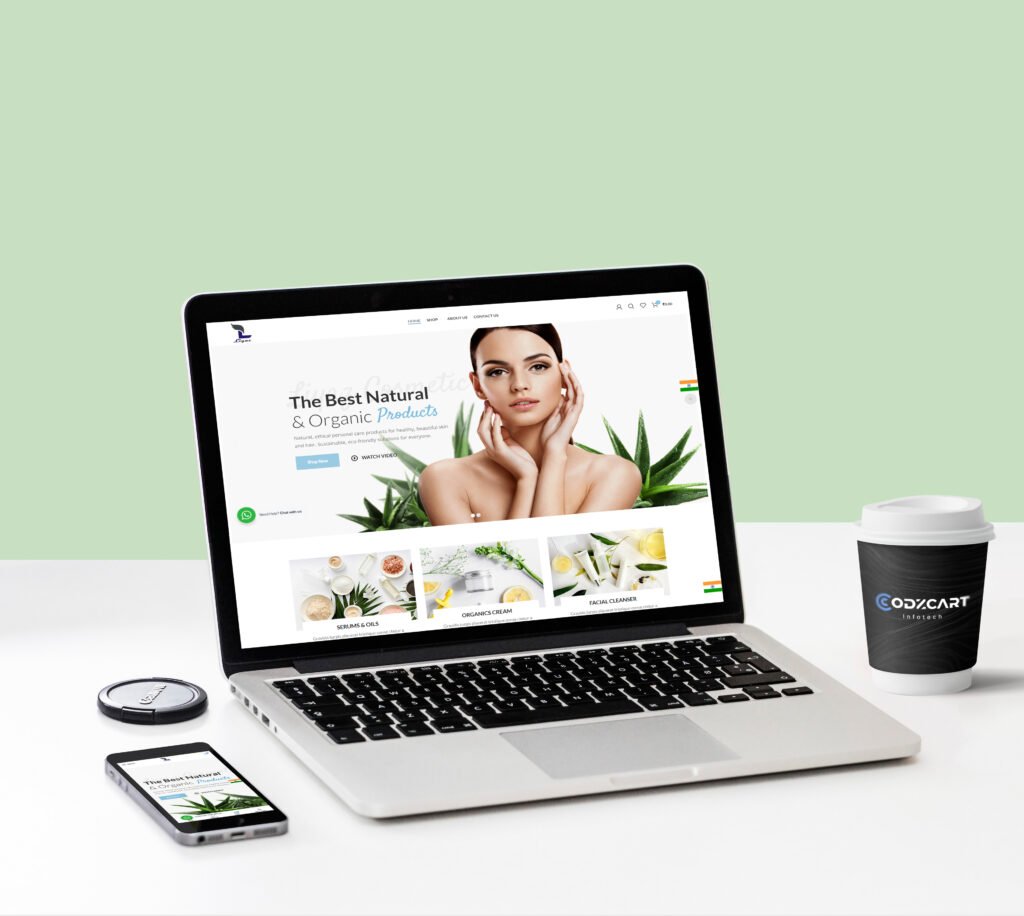 HOME SHOP ABOUT US CONTACT US
₹0.00
The Best Natural
& Organic Products
Natural, ethical personal care products for healthy, beautiful skin
and hair. Sustainable, eco-friendly solutions for everyone.
Shop Now
WATCH VIDEO
Need Help? Chat with us
SERUMS & OILS
ORGANICS CREAM
FACIAL CLEANSER
CODZCART
Infotech
The Best Natural
& Organic Products